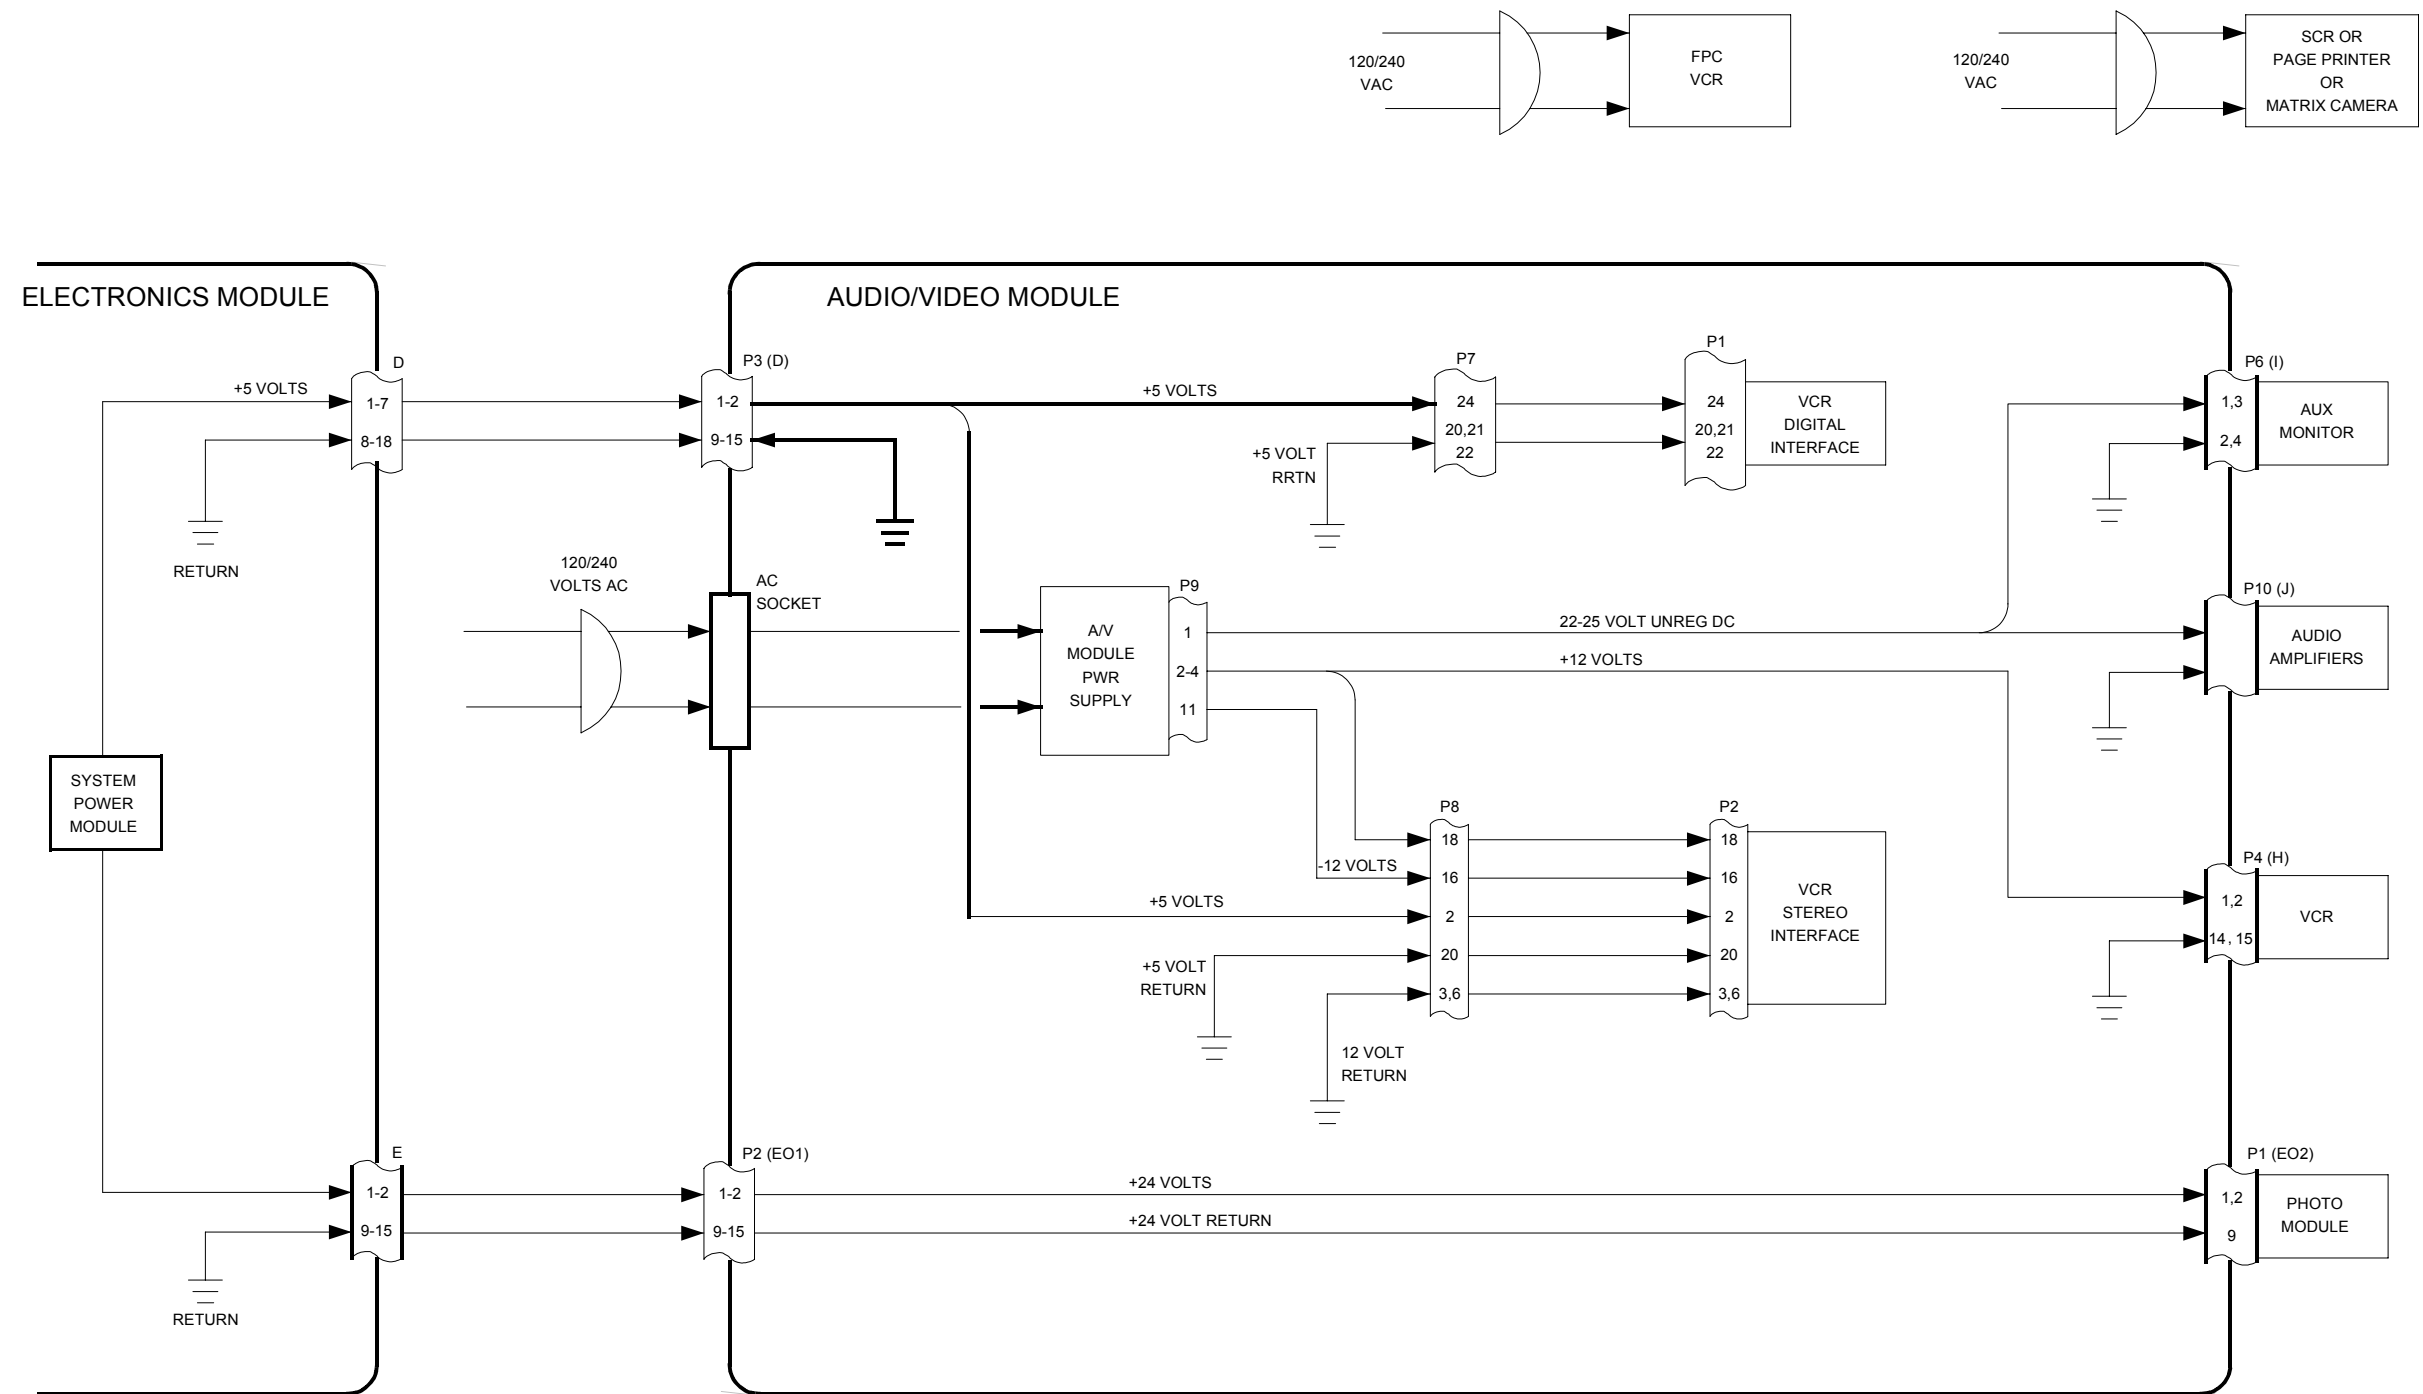 120/240
VAC
FPC
VCR
120/240
VAC
SCR OR
PAGE PRINTER
OR
MATRIX CAMERA
ELECTRONICS MODULE
AUDIO/VIDEO MODULE
D
+5 VOLTS
1-7
8-18
RETURN
P3 (D)
1-2
9-15
+5 VOLTS
P7
24
20,21
22
+5 VOLT
RRTN
P1
24
20,21
22
VCR
DIGITAL
INTERFACE
P6 (I)
1,3
2,4
AUX
MONITOR
120/240
VOLTS AC
AC
SOCKET
A/V
MODULE
PWR
SUPPLY
P9
1
2-4
11
22-25 VOLT UNREG DC
+12 VOLTS
P10 (J)
AUDIO
AMPLIFIERS
SYSTEM
POWER
MODULE
P8
18
16
2
20
3,6
-12 VOLTS
+5 VOLTS
+5 VOLT
RETURN
12 VOLT
RETURN
P2
18
16
2
20
3,6
VCR
STEREO
INTERFACE
P4 (H)
1,2
14, 15
VCR
E
1-2
9-15
RETURN
P2 (EO1)
1-2
9-15
+24 VOLTS
+24 VOLT RETURN
P1 (EO2)
1,2
9
PHOTO
MODULE